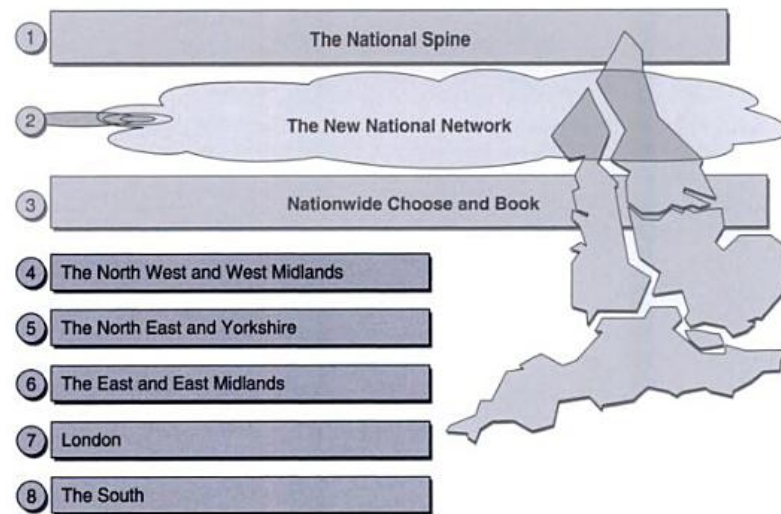 1 The National Spine
2 The New National Network
3 Nationwide Choose and Book
4 The North West and West Midlands
5 The North East and Yorkshire
6 The East and East Midlands
7 London
8 The South